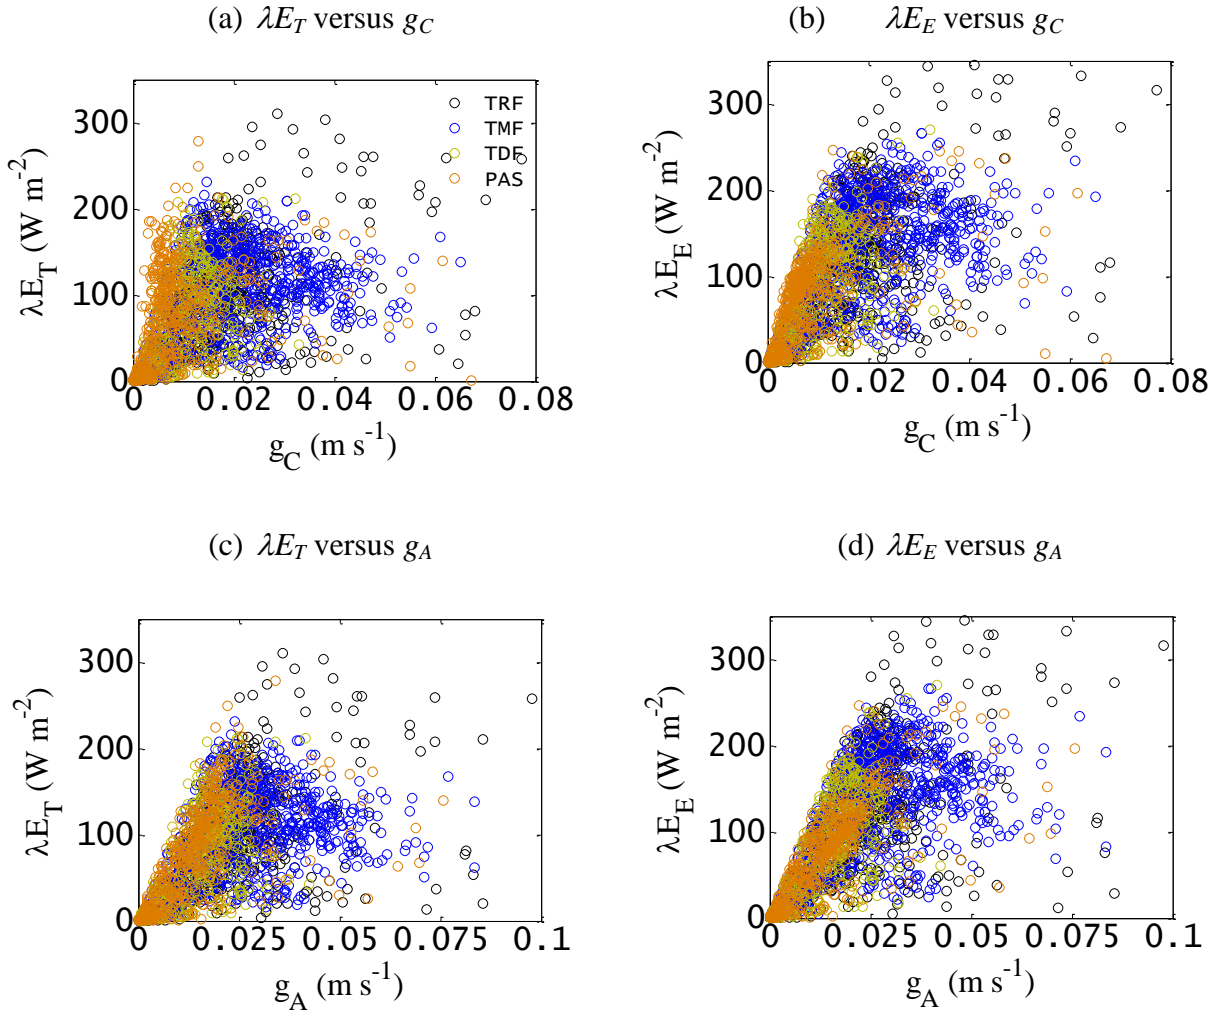 (a) λE_T versus g_C
300
200
100
0
λE_T (W m⁻²)
TRF
TMF
TDF
PAS
0 0.02 0.04 0.06 0.08
g_C (m s⁻¹)
(b) λE_E versus g_C
300
200
100
0
λE_E (W m⁻²)
0 0.02 0.04 0.06 0.08
g_C (m s⁻¹)
(c) λE_T versus g_A
300
200
100
0
λE_T (W m⁻²)
0 0.025 0.05 0.075 0.1
g_A (m s⁻¹)
(d) λE_E versus g_A
300
200
100
0
λE_E (W m⁻²)
0 0.025 0.05 0.075 0.1
g_A (m s⁻¹)